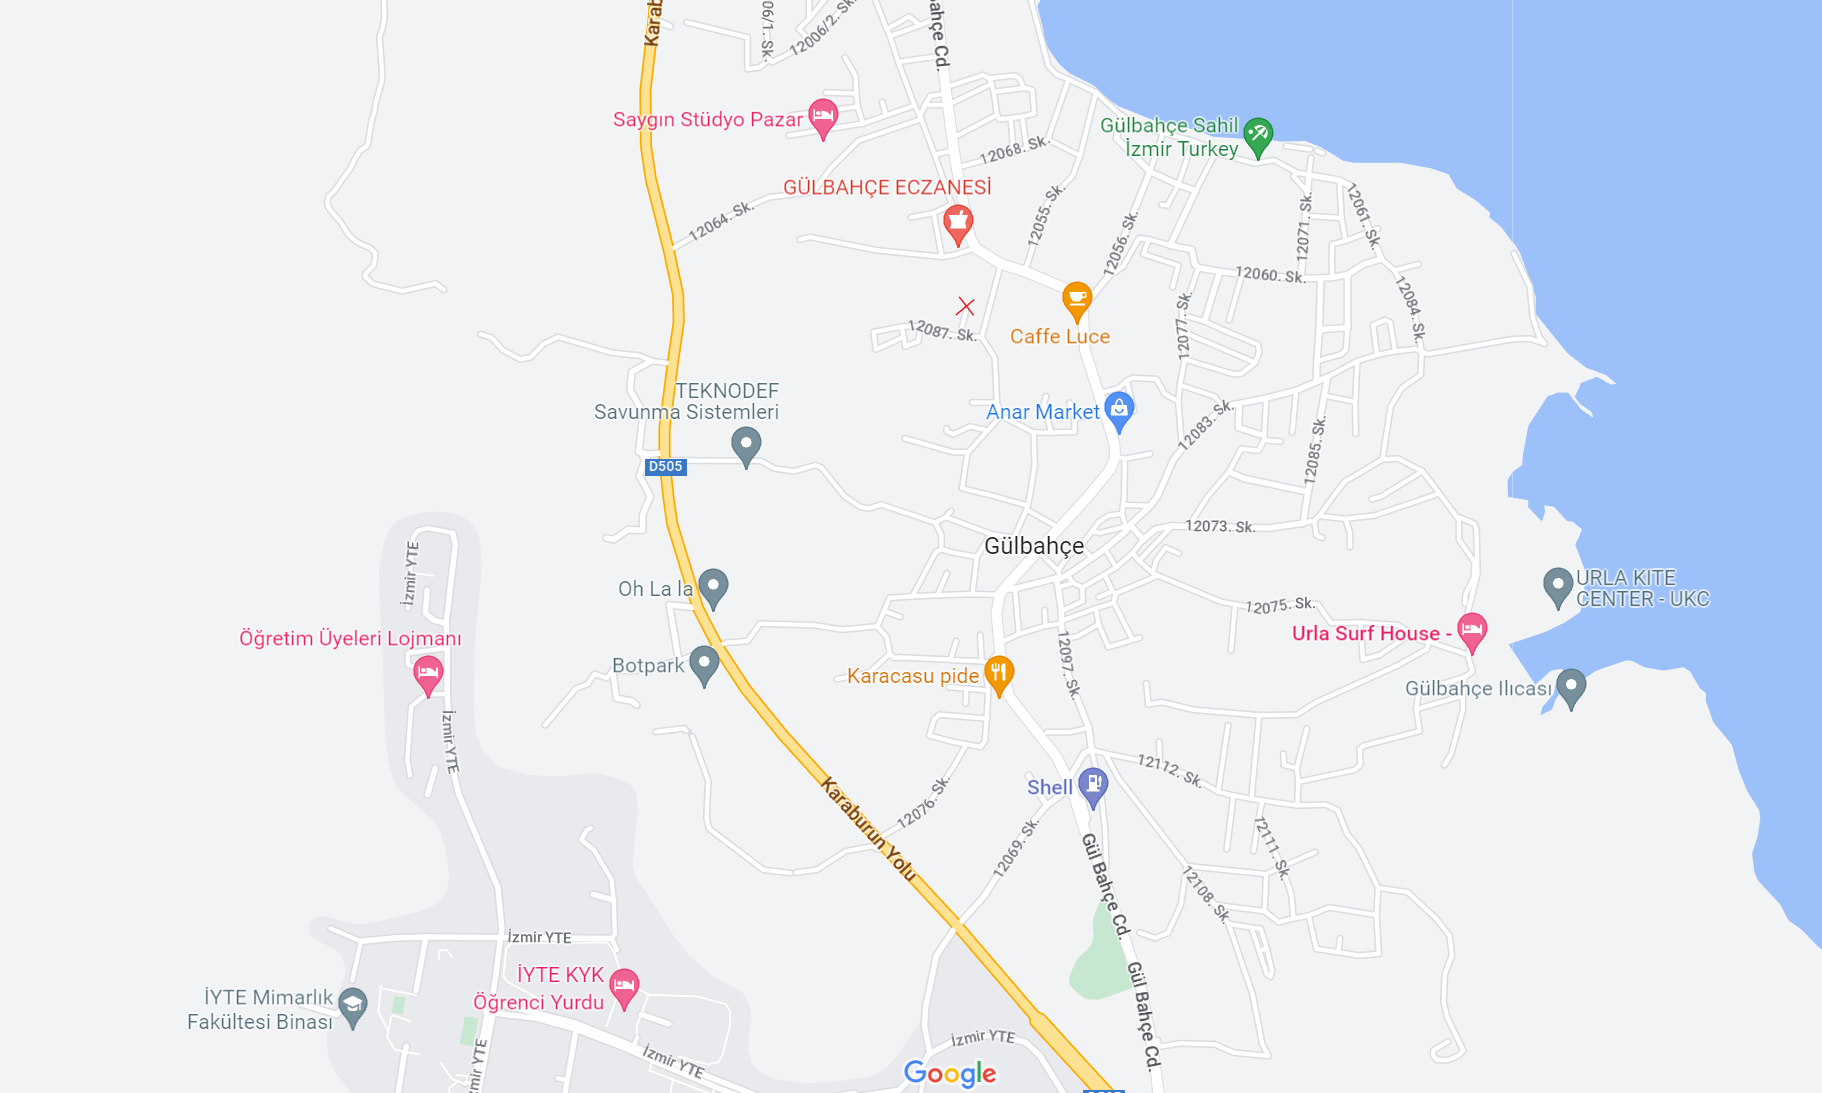 Karab
06/1. Sk.
12006/2. Sk.
ahçe Cd.
Saygın Stüdyo Pazar
Gülbahçe Sahil
İzmir Turkey
12068. Sk.
GÜLBAHÇE ECZANESİ
12064. Sk.
12055. Sk.
12056. Sk.
12071. Sk.
12061. Sk.
12060. Sk.
12084. Sk.
12077. Sk.
12087. Sk.
Caffe Luce
TEKNODEF
Savunma Sistemleri
Anar Market
12083. Sk.
12085. Sk.
D505
12073. Sk.
Gülbahçe
İzmir YTE
Oh La la
URLA KITE
CENTER - UKC
12075. Sk.
Urla Surf House -
Öğretim Üyeleri Lojmanı
Botpark
Karacasu pide
12097. Sk.
Gülbahçe Ilıcası
İzmir YTE
12112. Sk.
Shell
Karaburun Yolu
12076. Sk.
12069. Sk.
12111. Sk.
Gül Bahçe Cd.
12108. Sk.
İzmir YTE
İYTE KYK
Öğrenci Yurdu
İYTE Mimarlık
Fakültesi Binası
Gül Bahçe Cd.
İzmir YTE
İzmir YTE
zmir YTE
Google